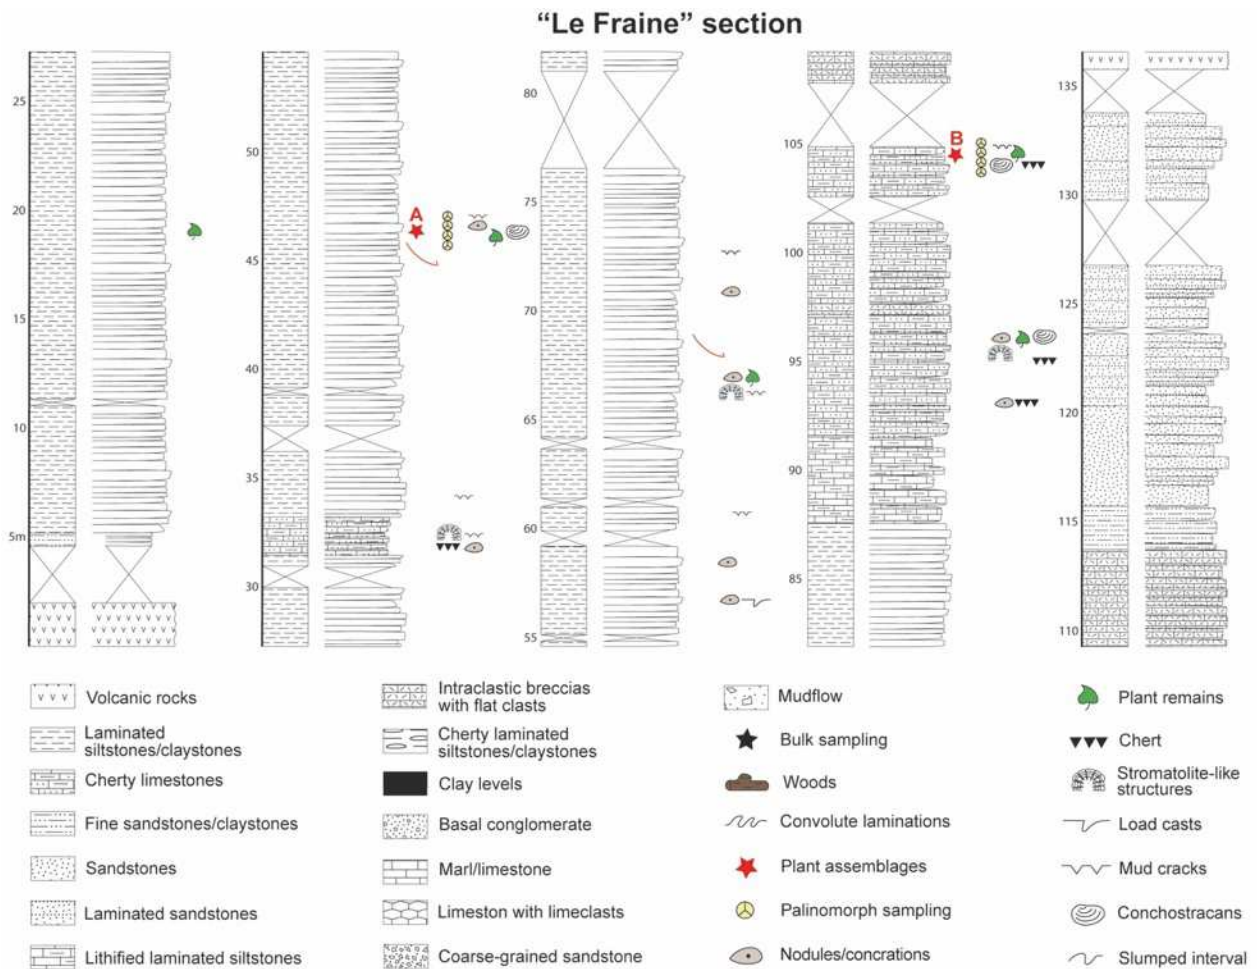 “Le Fraine” section
25
20
15
10
5m
50
45
40
35
30
A
80
75
70
65
60
55
105
100
95
90
85
B
135
130
125
120
115
110
Volcanic rocks
Laminated
siltstones/claystones
Cherty limestones
Fine sandstones/claystones
Sandstones
Laminated sandstones
Lithified laminated siltstones
Intraclastic breccias
with flat clasts
Cherty laminated
siltstones/claystones
Clay levels
Basal conglomerate
Marl/limestone
Limeston with limeclasts
Coarse-grained sandstone
Mudflow
Bulk sampling
Woods
Convolute laminations
Plant assemblages
Palinomorph sampling
Nodules/concrations
Plant remains
Chert
Stromatolite-like
structures
Load casts
Mud cracks
Conchostracans
Slumped interval